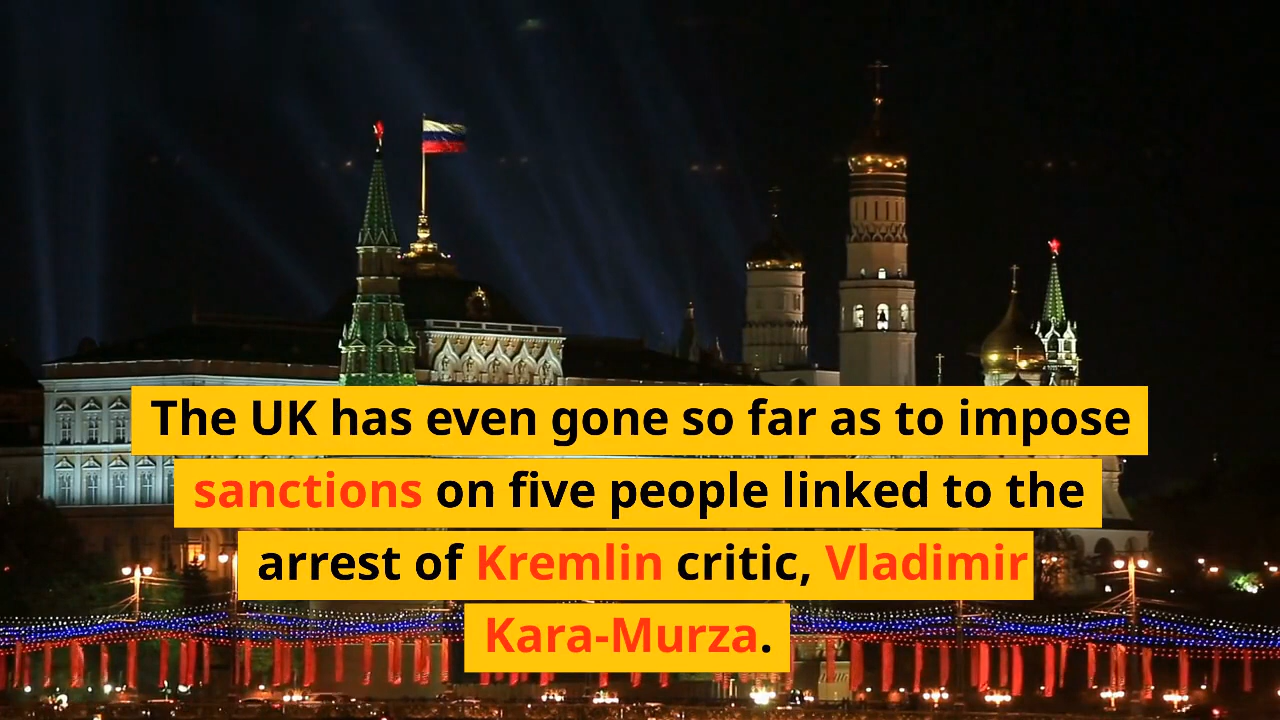 The UK has even gone so far as to impose
sanctions on five people linked to the
arrest of Kremlin critic, Vladimir
Kara-Murza.